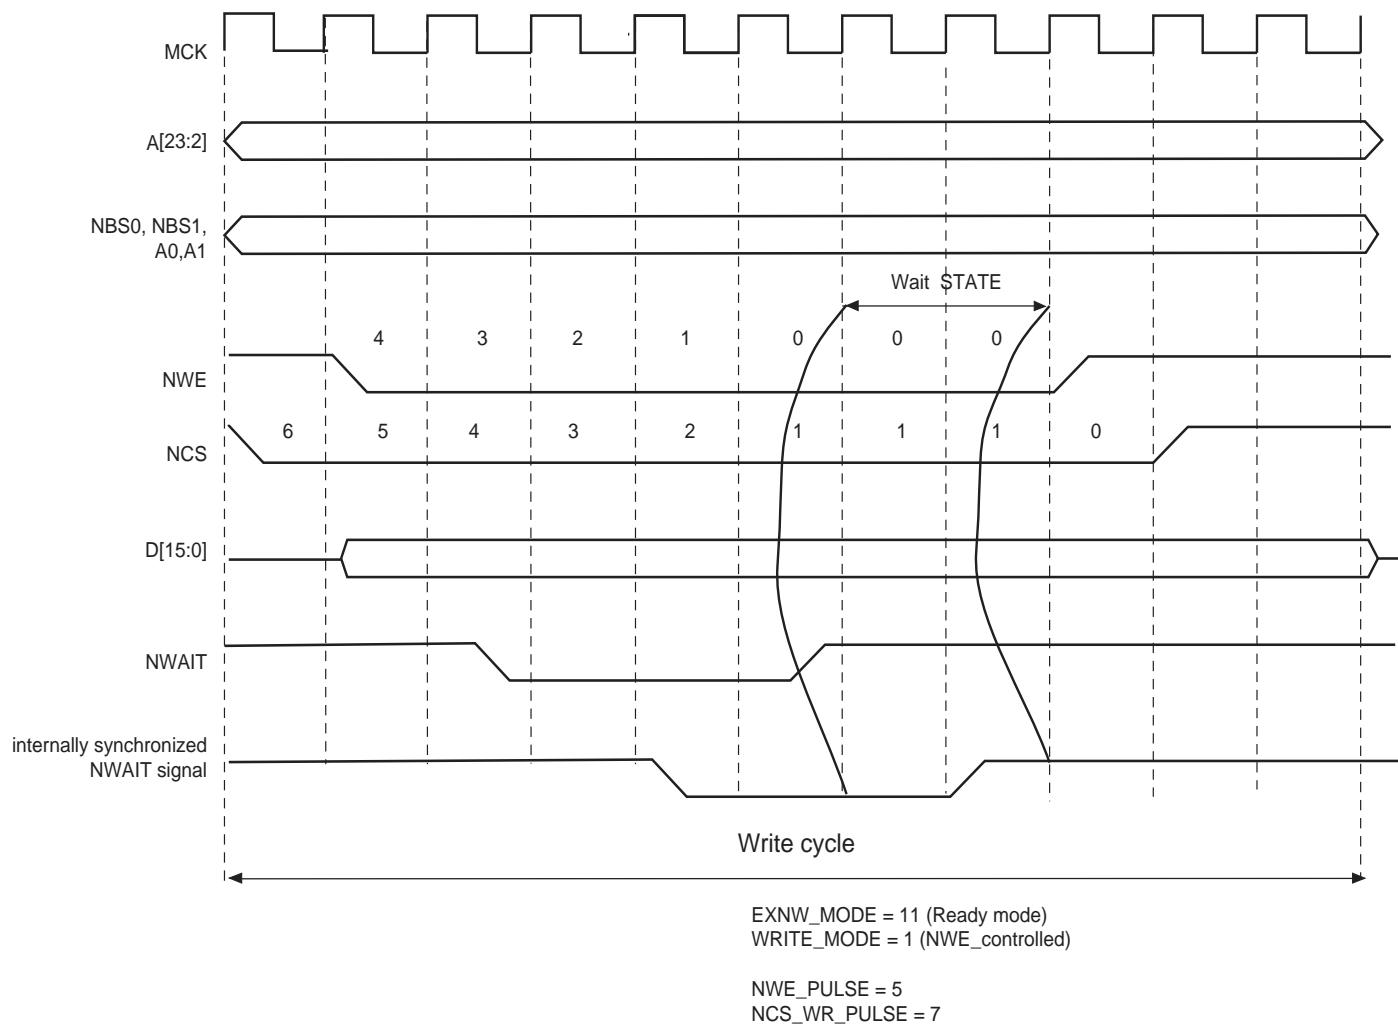 MCK
A[23:2]
NBS0, NBS1,
A0,A1
Wait STATE
4 3 2 1 0 0 0
NWE
6 5 4 3 2 1 1 1 0
NCS
D[15:0]
NWAIT
internally synchronized
NWAIT signal
Write cycle
EXNW_MODE = 11 (Ready mode)
WRITE_MODE = 1 (NWE_controlled)
NWE_PULSE = 5
NCS_WR_PULSE = 7